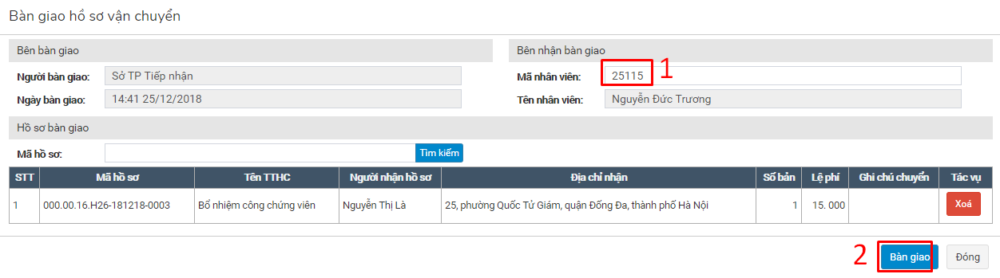 Bàn giao hồ sơ vận chuyển
Bên bàn giao
Bên nhận bàn giao
Người bàn giao: Sở TP Tiếp nhận
Mã nhân viên: 25115 1
Ngày bàn giao: 14:41 25/12/2018
Tên nhân viên: Nguyễn Đức Trương
Hồ sơ bàn giao
Mã hồ sơ: Tìm kiếm
STT Mã hồ sơ Tên TTHC Người nhận hồ sơ Địa chỉ nhận Số bản Lệ phí Ghi chú chuyển Tác vụ
1 000.00.16.H26-181218-0003 Bổ nhiệm công chứng viên Nguyễn Thị Là 25, phường Quốc Tử Giám, quận Đống Đa, thành phố Hà Nội 1 15. 000 Xoá
2 Bàn giao Đóng